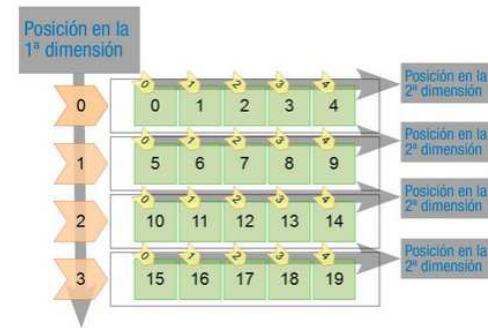 Posición en la
1ª dimensión
0 1 2 3 4
Posición en la
2ª dimensión
0
0 1 2 3 4
0 1 2 3 4
Posición en la
2ª dimensión
1
5 6 7 8 9
0 1 2 3 4
Posición en la
2ª dimensión
2
10 11 12 13 14
0 1 2 3 4
Posición en la
2ª dimensión
3
15 16 17 18 19